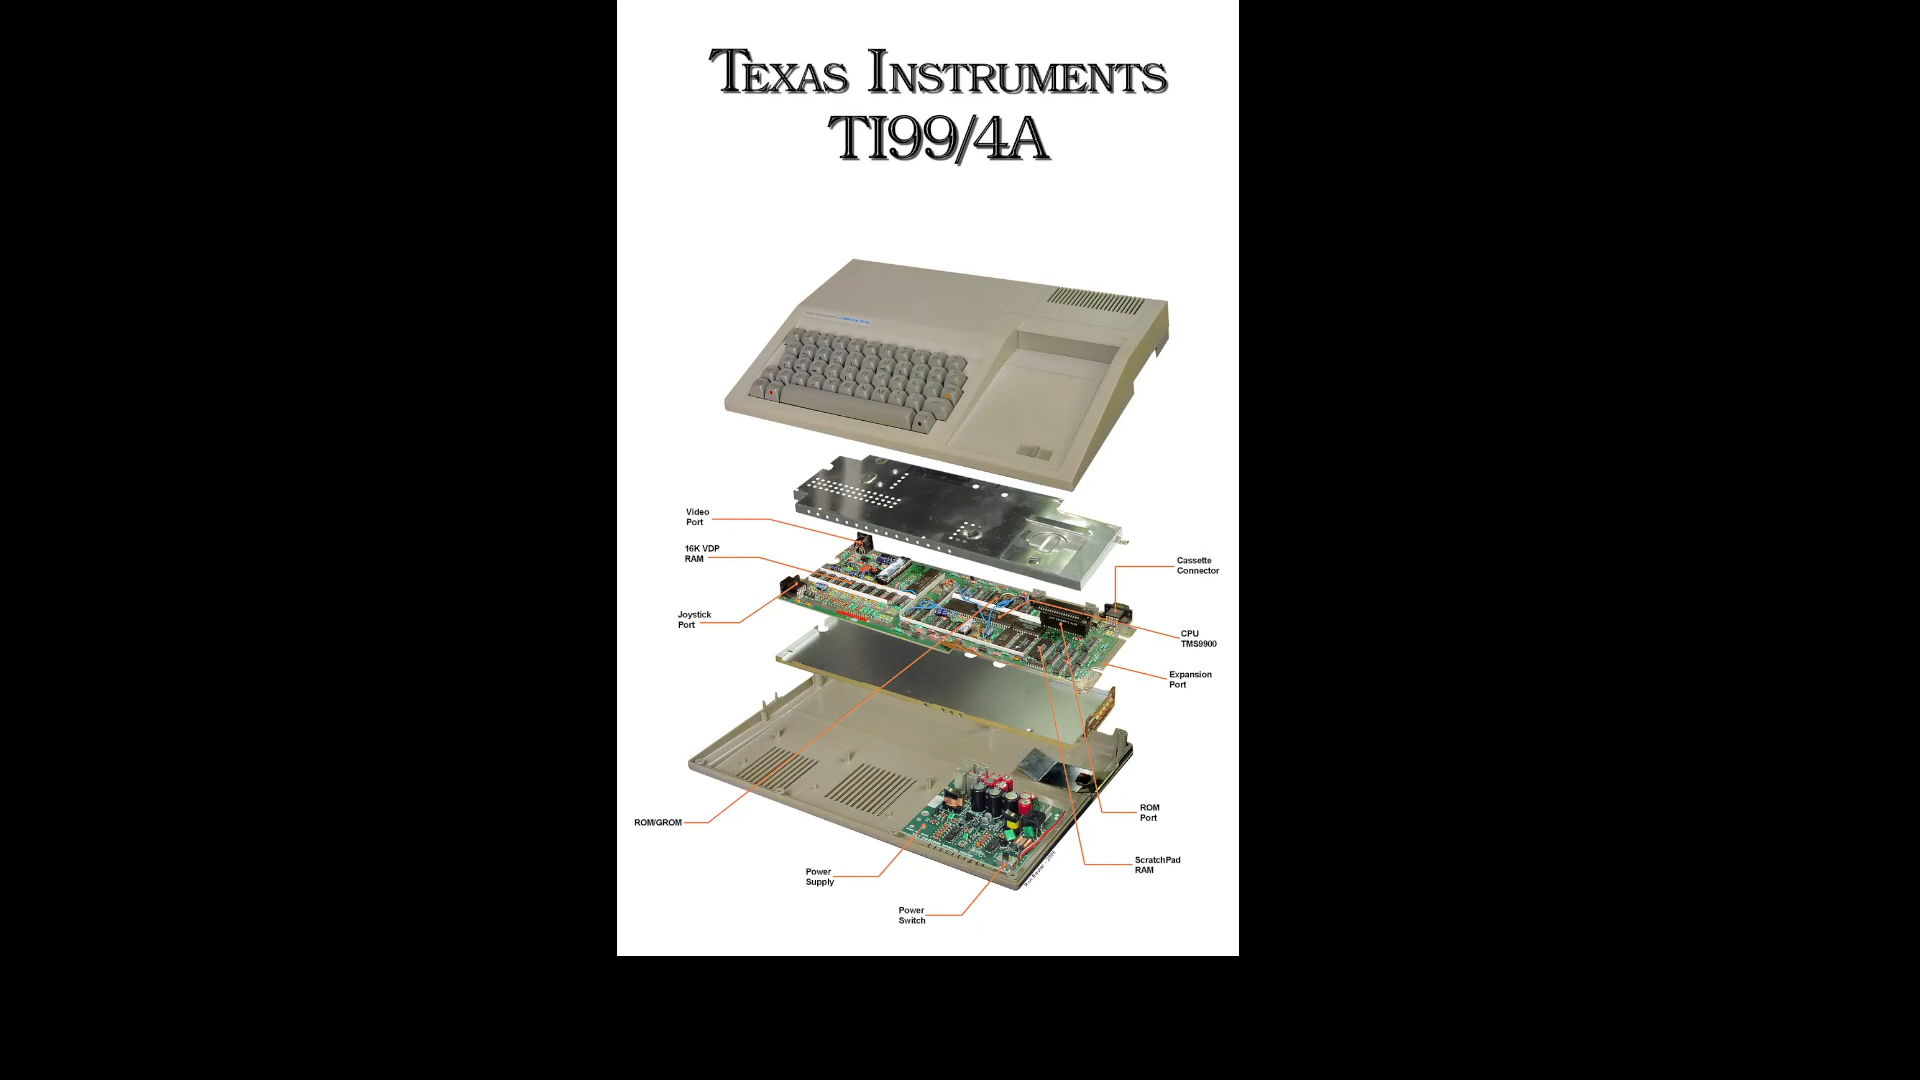 TEXAS INSTRUMENTS
TI99/4A
Video
Port
16K VDP
RAM
Joystick
Port
Cassette
Connector
CPU
TMS9900
Expansion
Port
ROM/GROM
ROM
Port
Power
Supply
ScratchPad
RAM
Power
Switch